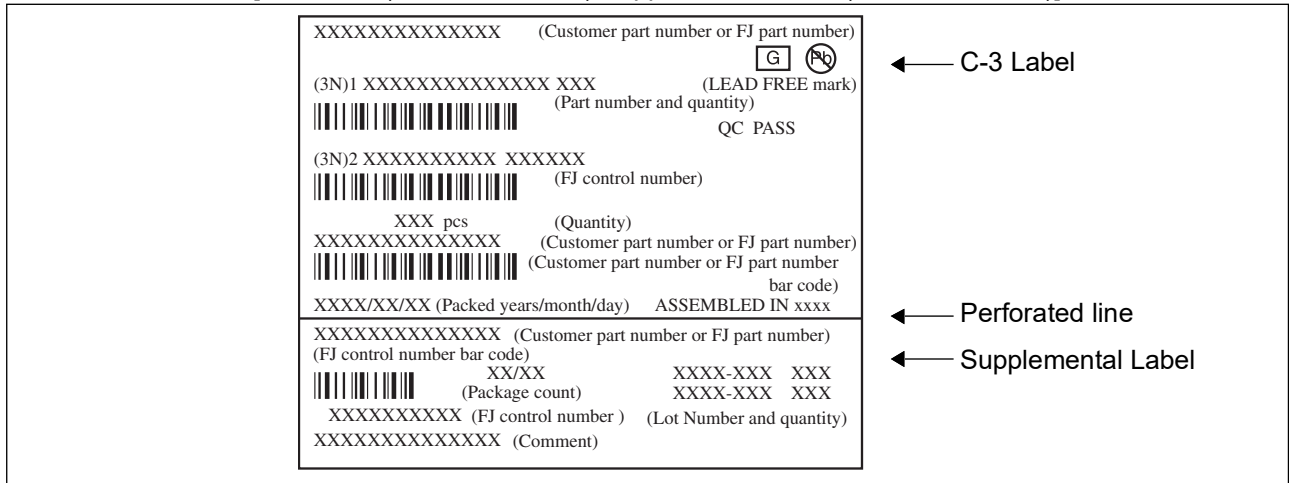 XXXXXXXXXXXXXX (Customer part number or FJ part number)
G Pb
C-3 Label
(3N)1 XXXXXXXXXXXXXX XXX (LEAD FREE mark)
(Part number and quantity)
QC PASS
(3N)2 XXXXXXXXXX XXXXXX
(FJ control number)
XXX pcs (Quantity)
XXXXXXXXXXXXXX (Customer part number or FJ part number)
(Customer part number or FJ part number
bar code)
XXXX/XX/XX (Packed years/month/day) ASSEMBLED IN xxxx
Perforated line
XXXXXXXXXXXXXX (Customer part number or FJ part number)
(FJ control number bar code)
Supplemental Label
XX/XX XXXX-XXX XXX
(Package count) XXXX-XXX XXX
XXXXXXXXXX (FJ control number ) (Lot Number and quantity)
XXXXXXXXXXXXXX (Comment)